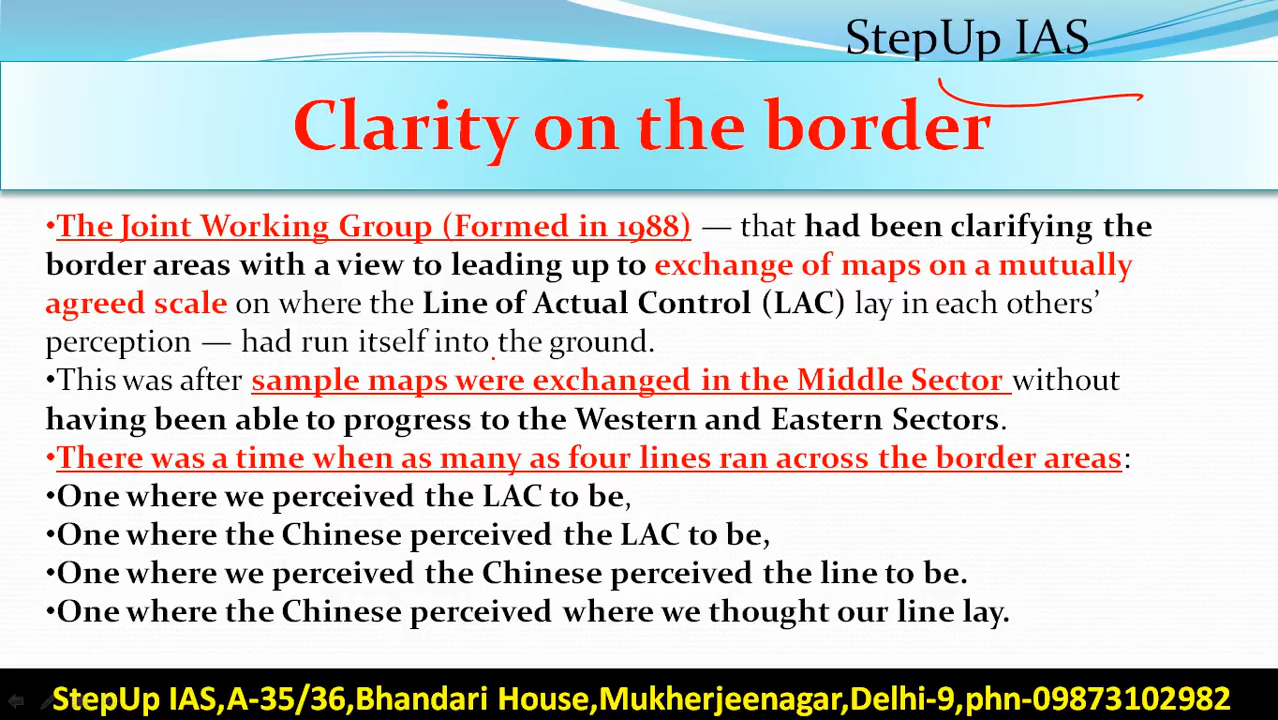 StepUp IAS
Clarity on the border
•The Joint Working Group (Formed in 1988) — that had been clarifying the
border areas with a view to leading up to exchange of maps on a mutually
agreed scale on where the Line of Actual Control (LAC) lay in each others’
perception — had run itself into the ground.
•This was after sample maps were exchanged in the Middle Sector without
having been able to progress to the Western and Eastern Sectors.
•There was a time when as many as four lines ran across the border areas:
•One where we perceived the LAC to be,
•One where the Chinese perceived the LAC to be,
•One where we perceived the Chinese perceived the line to be.
•One where the Chinese perceived where we thought our line lay.
StepUp IAS,A-35/36,Bhandari House,Mukherjeenagar,Delhi-9,phn-09873102982